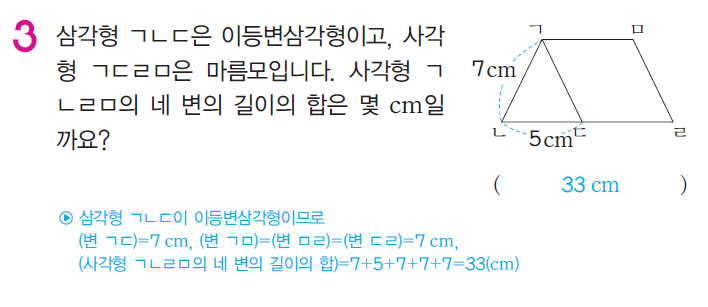 3 삼각형 ㄱㄴㄷ은 이등변삼각형이고, 사각
형 ㄱㄷㄹㅁ은 마름모입니다. 사각형 ㄱ
ㄴㄹㅁ의 네 변의 길이의 합은 몇 cm일
까요?
ㄱ ㅁ
7cm
ㄴ 5cm ㄷ ㄹ
( 33 cm )
삼각형 ㄱㄴㄷ이 이등변삼각형이므로
(변 ㄱㄷ)=7 cm, (변 ㄱㅁ)=(변 ㅁㄹ)=(변 ㄷㄹ)=7 cm,
(사각형 ㄱㄴㄹㅁ의 네 변의 길이의 합)=7+5+7+7+7=33(cm)